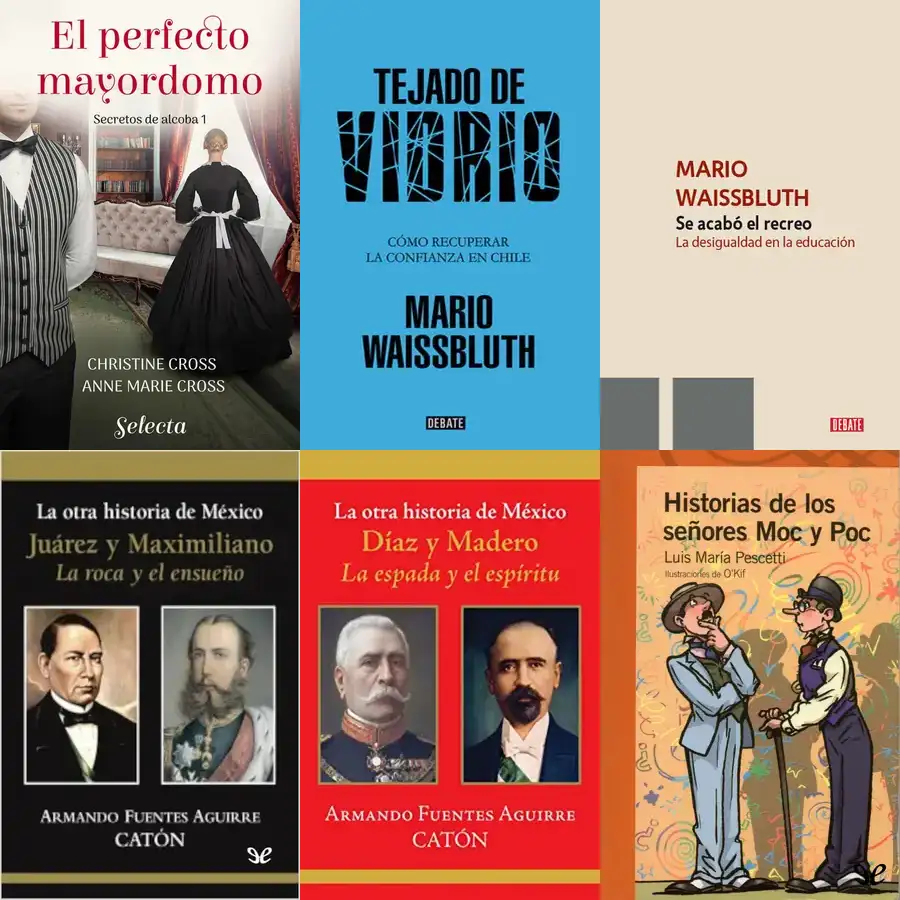 El perfecto
mayordomo
Secretos de alcoba 1
CHRISTINE CROSS
ANNE MARIE CROSS
Selecta
TEJADO DE
VIDRIO
CÓMO RECUPERAR
LA CONFIANZA EN CHILE
MARIO
WAISSBLUTH
DEBATE
MARIO
WAISSBLUTH
Se acabó el recreo
La desigualdad en la educación
DEBATE
La otra historia de México
Juárez y Maximiliano
La roca y el ensueño
ARMANDO FUENTES AGUIRRE
CATÓN
La otra historia de México
Díaz y Madero
La espada y el espíritu
ARMANDO FUENTES AGUIRRE
CATÓN
Historias de los
señores Moc y Poc
Luis María Pescetti
Ilustraciones de O'Kif